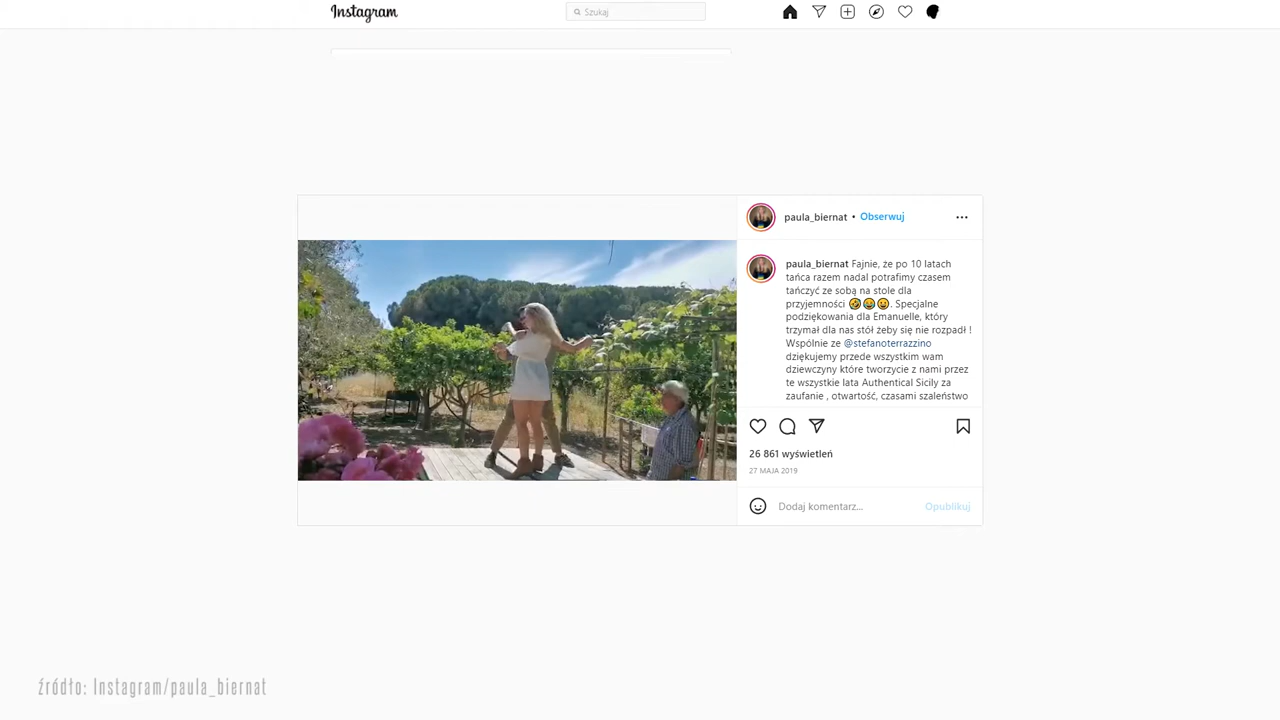 Instagram
Szukaj
paula_biernat • Obserwuj
paula_biernat Fajnie, że po 10 latach
tańca razem nadal potrafimy czasem
tańczyć ze sobą na stole dla
przyjemności 🤣😂😛. Specjalne
podziękowania dla Emanuelle, który
trzymał dla nas stół żeby się nie rozpadł !
Wspólnie ze @stefanoterrazzino
dziękujemy przede wszystkim wam
dziewczyny które tworzycie z nami przez
te wszystkie lata Authentical Sicily za
zaufanie , otwartość, czasami szaleństwo
26 861 wyświetleń
27 MAJA 2019
Dodaj komentarz...
Opublikuj
źródło: Instagram/paula_biernat